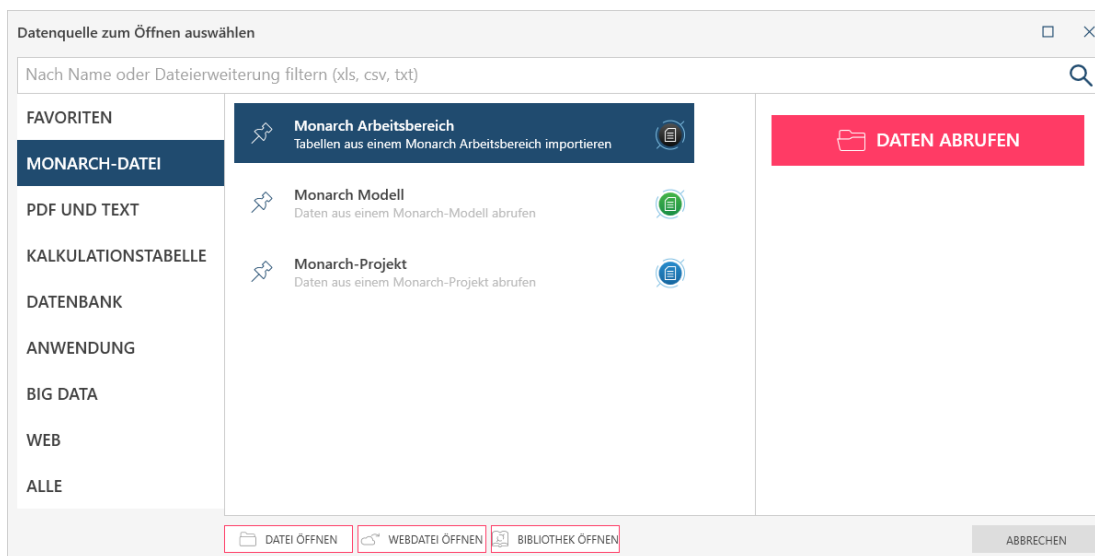 Datenquelle zum Öffnen auswählen
Nach Name oder Dateierweiterung filtern (xls, csv, txt)
FAVORITEN
MONARCH-DATEI
PDF UND TEXT
KALKULATIONSTABELLE
DATENBANK
ANWENDUNG
BIG DATA
WEB
ALLE
Monarch Arbeitsbereich
Tabellen aus einem Monarch Arbeitsbereich importieren
Monarch Modell
Daten aus einem Monarch-Modell abrufen
Monarch-Projekt
Daten aus einem Monarch-Projekt abrufen
DATEN ABRUFEN
DATEI ÖFFNEN
WEBDATEI ÖFFNEN
BIBLIOTHEK ÖFFNEN
ABBRECHEN